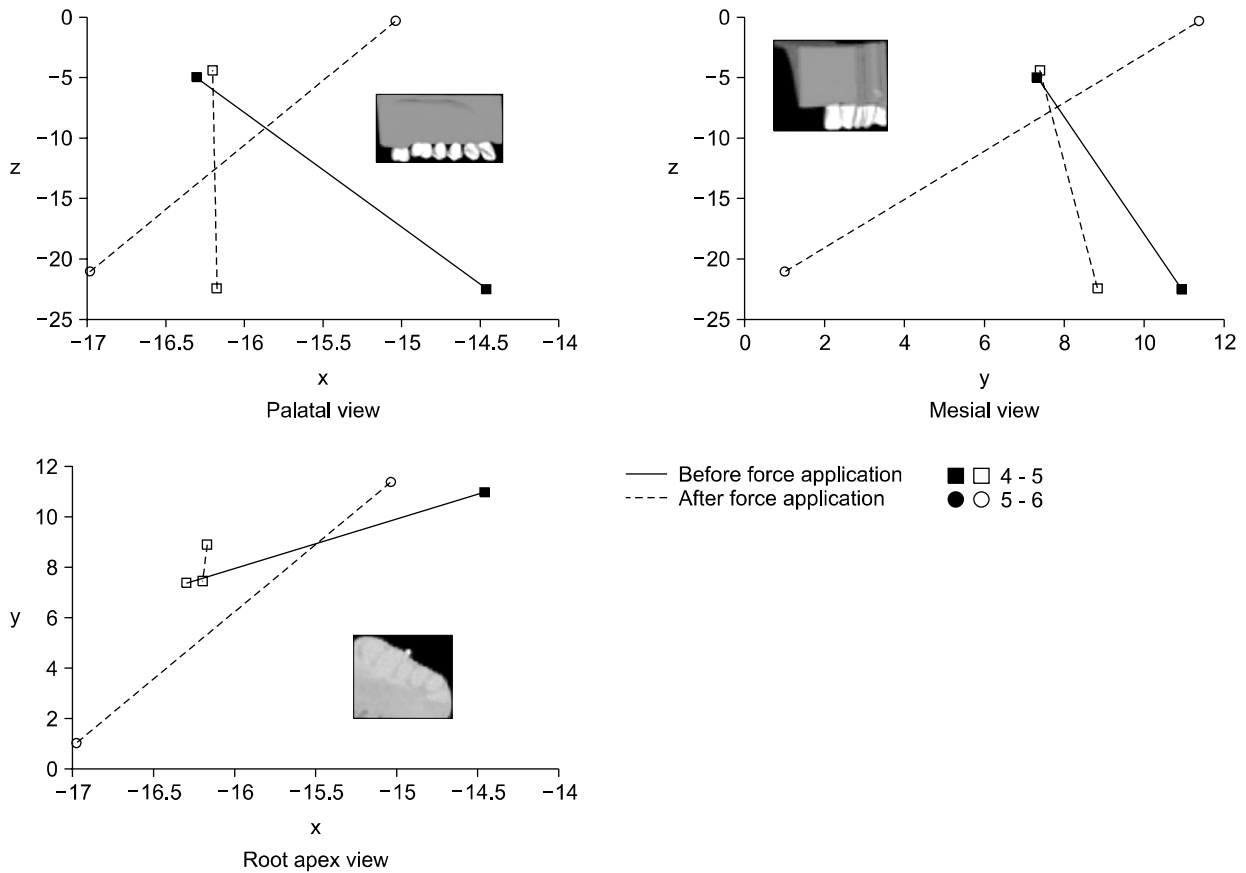 0
−5
−10
z
−15
−20
−25
−17 −16.5 −16 −15.5 −15 −14.5 −14
x
Palatal view
0
−5
−10
z
−15
−20
−25
0 2 4 6 8 10 12
y
Mesial view
12
10
8
y
6
4
2
0
−17 −16.5 −16 −15.5 −15 −14.5 −14
x
Root apex view
Before force application
After force application
4 - 5
5 - 6